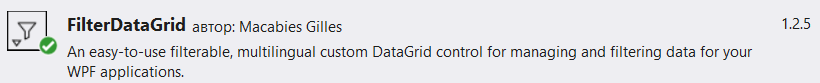 FilterDataGrid автор: Macabies Gilles
1.2.5
An easy-to-use filterable, multilingual custom DataGrid control for managing and filtering data for your
WPF applications.